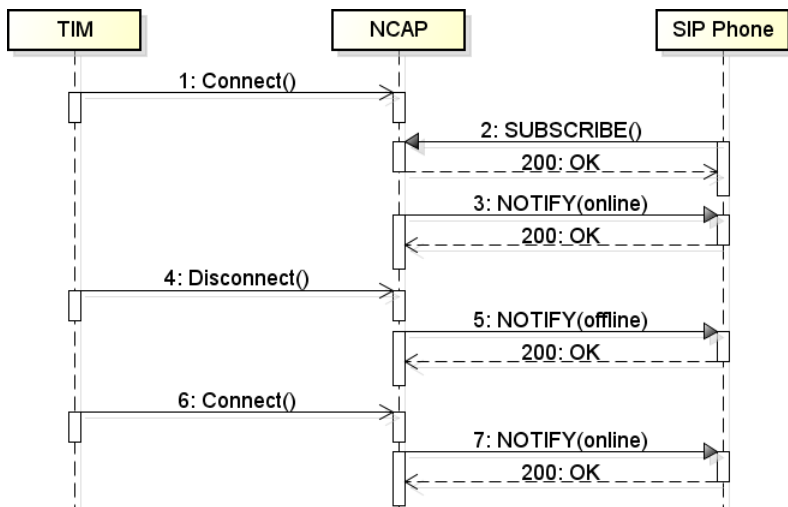 TIM
NCAP
SIP Phone
1: Connect()
2: SUBSCRIBE()
200: OK
3: NOTIFY(online)
200: OK
4: Disconnect()
5: NOTIFY(offline)
200: OK
6: Connect()
7: NOTIFY(online)
200: OK